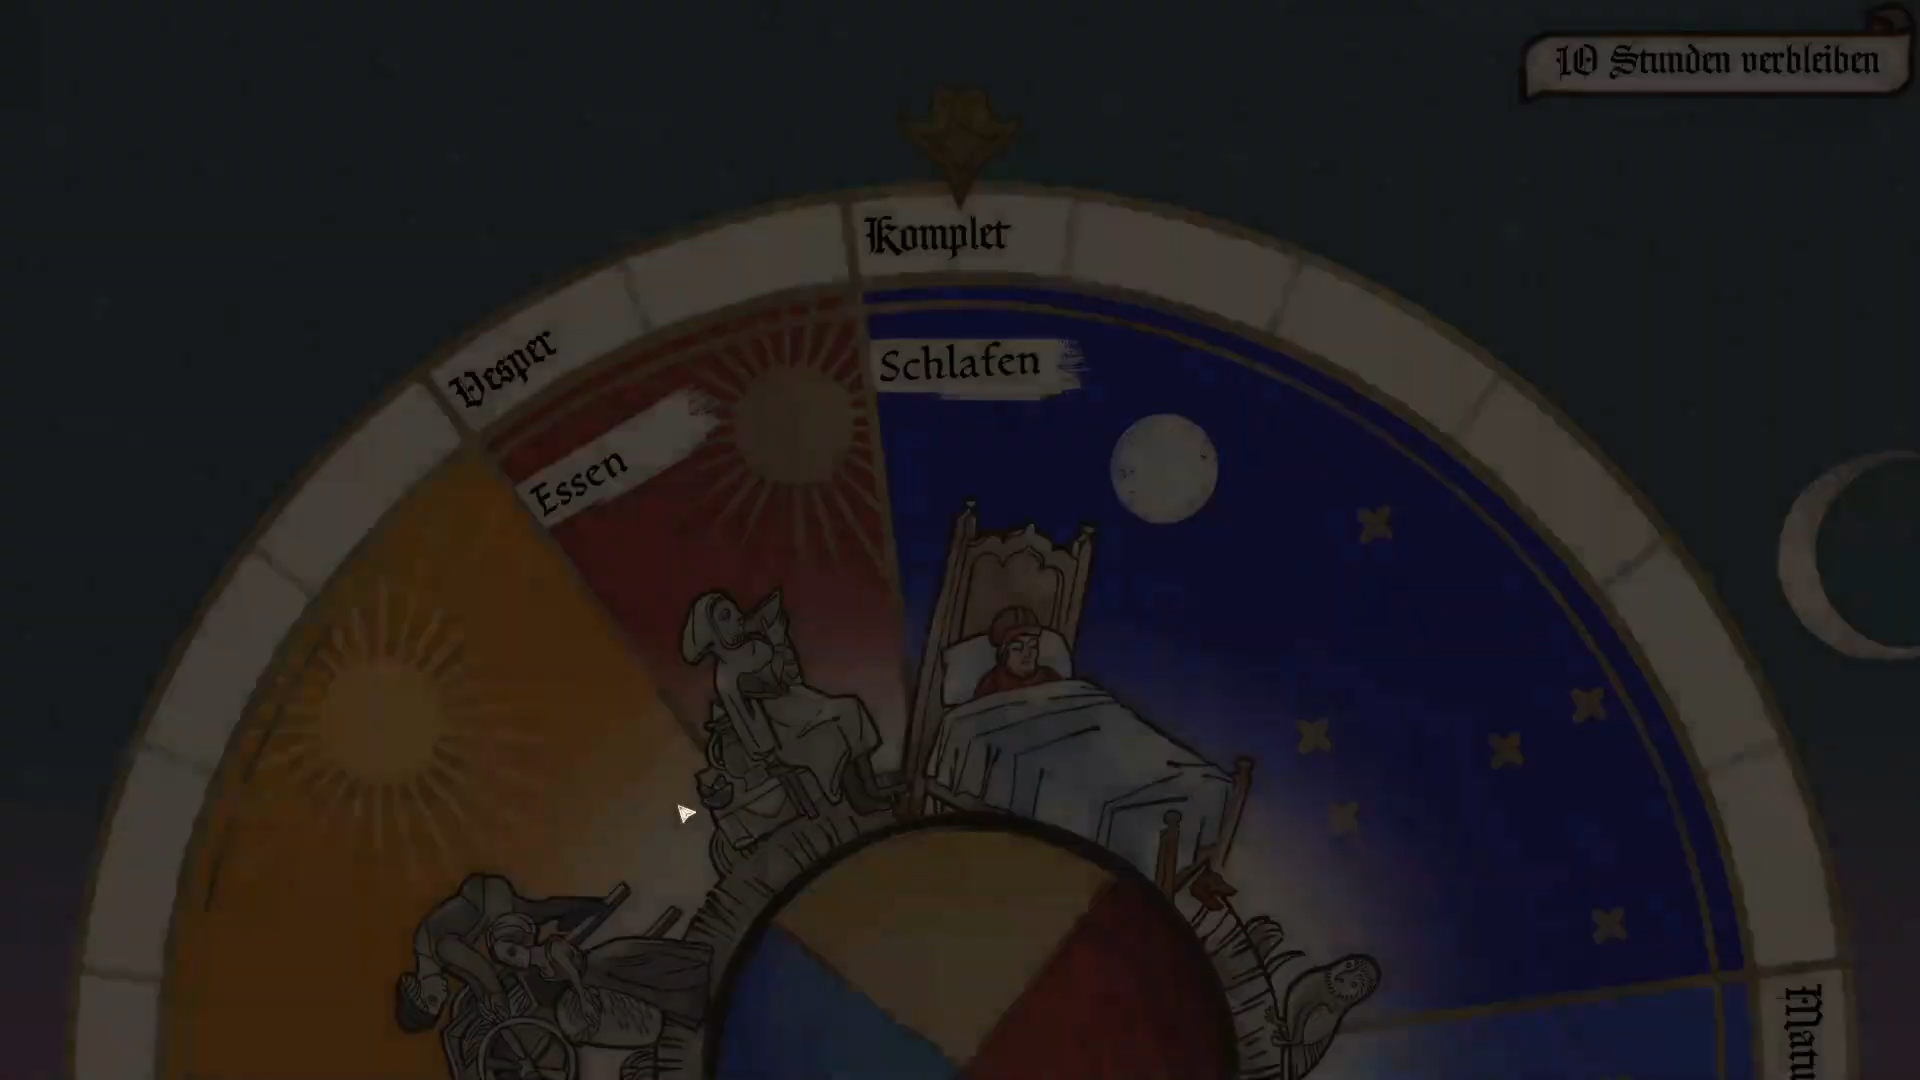 10 Stunden verbleiben
Komplet
Vesper
Schlafen
Essen